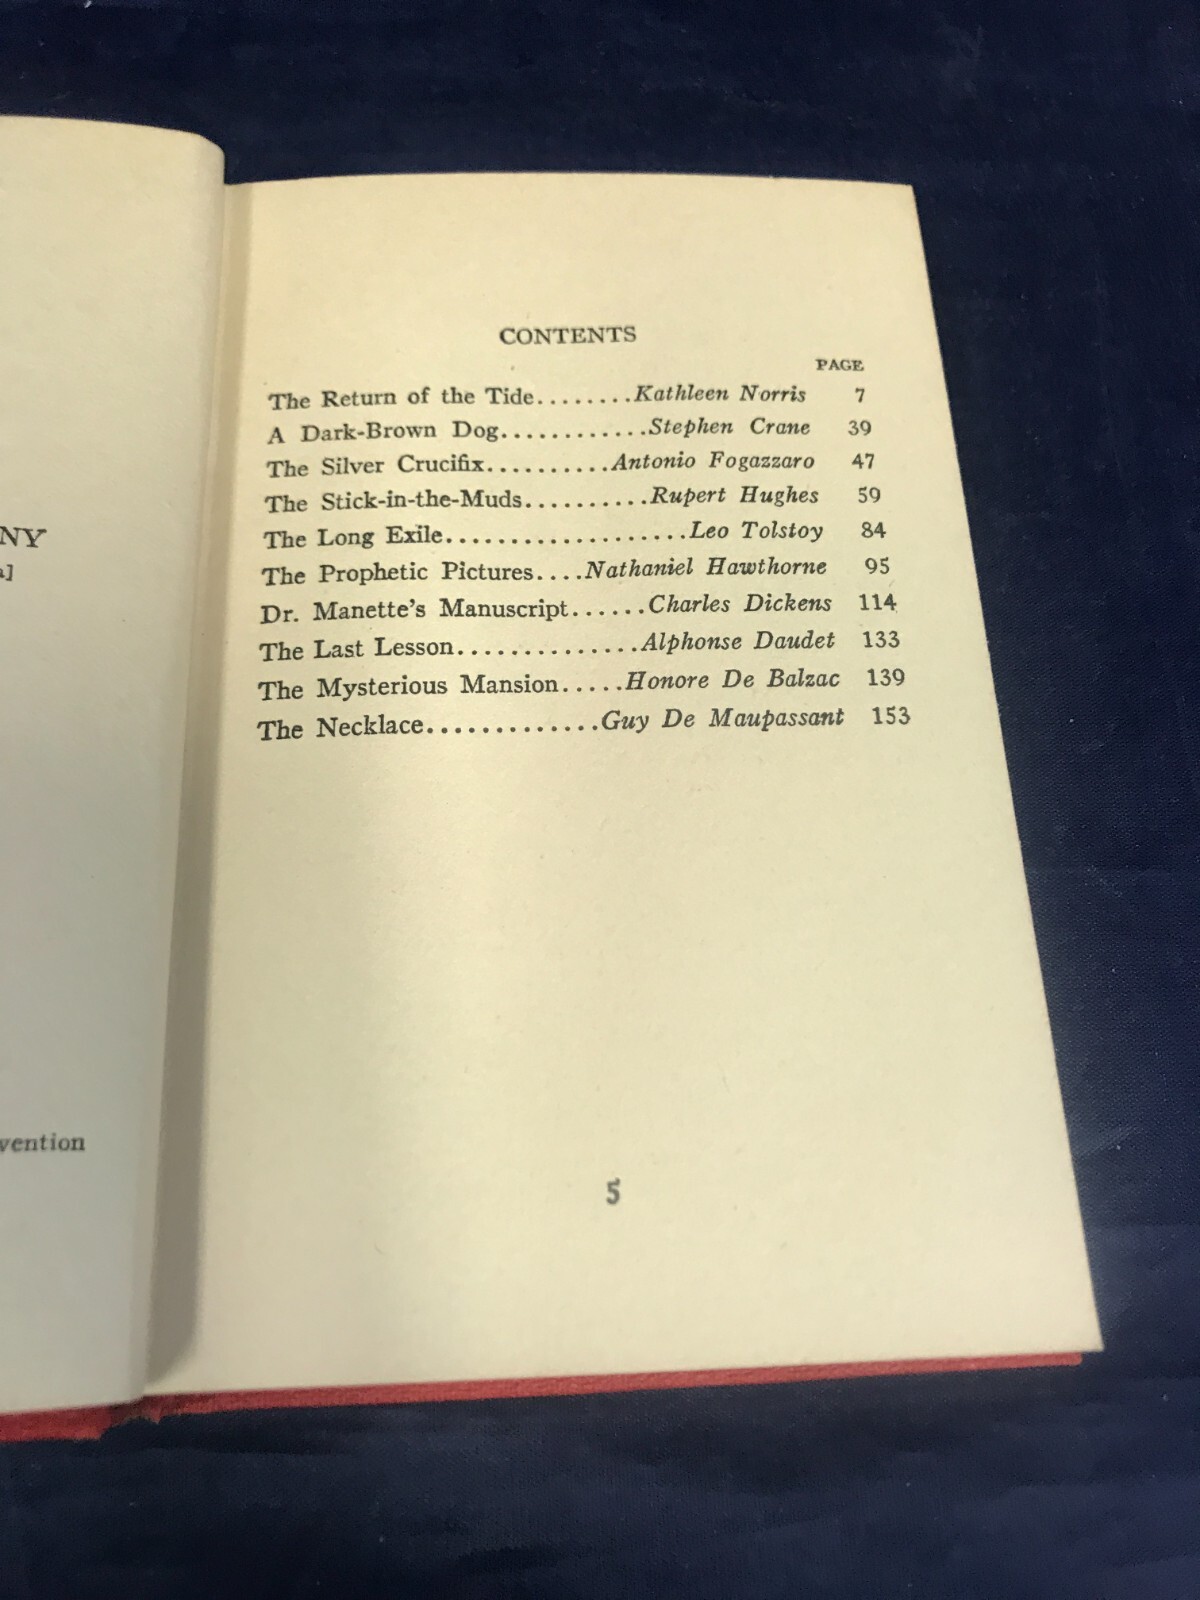 NY
]
vention
CONTENTS
PAGE
The Return of the Tide........Kathleen Norris 7
A Dark-Brown Dog............Stephen Crane 39
The Silver Crucifix..........Antonio Fogazzaro 47
The Stick-in-the-Muds..........Rupert Hughes 59
The Long Exile...................Leo Tolstoy 84
The Prophetic Pictures....Nathaniel Hawthorne 95
Dr. Manette's Manuscript......Charles Dickens 114
The Last Lesson..............Alphonse Daudet 133
The Mysterious Mansion.....Honore De Balzac 139
The Necklace.............Guy De Maupassant 153
5